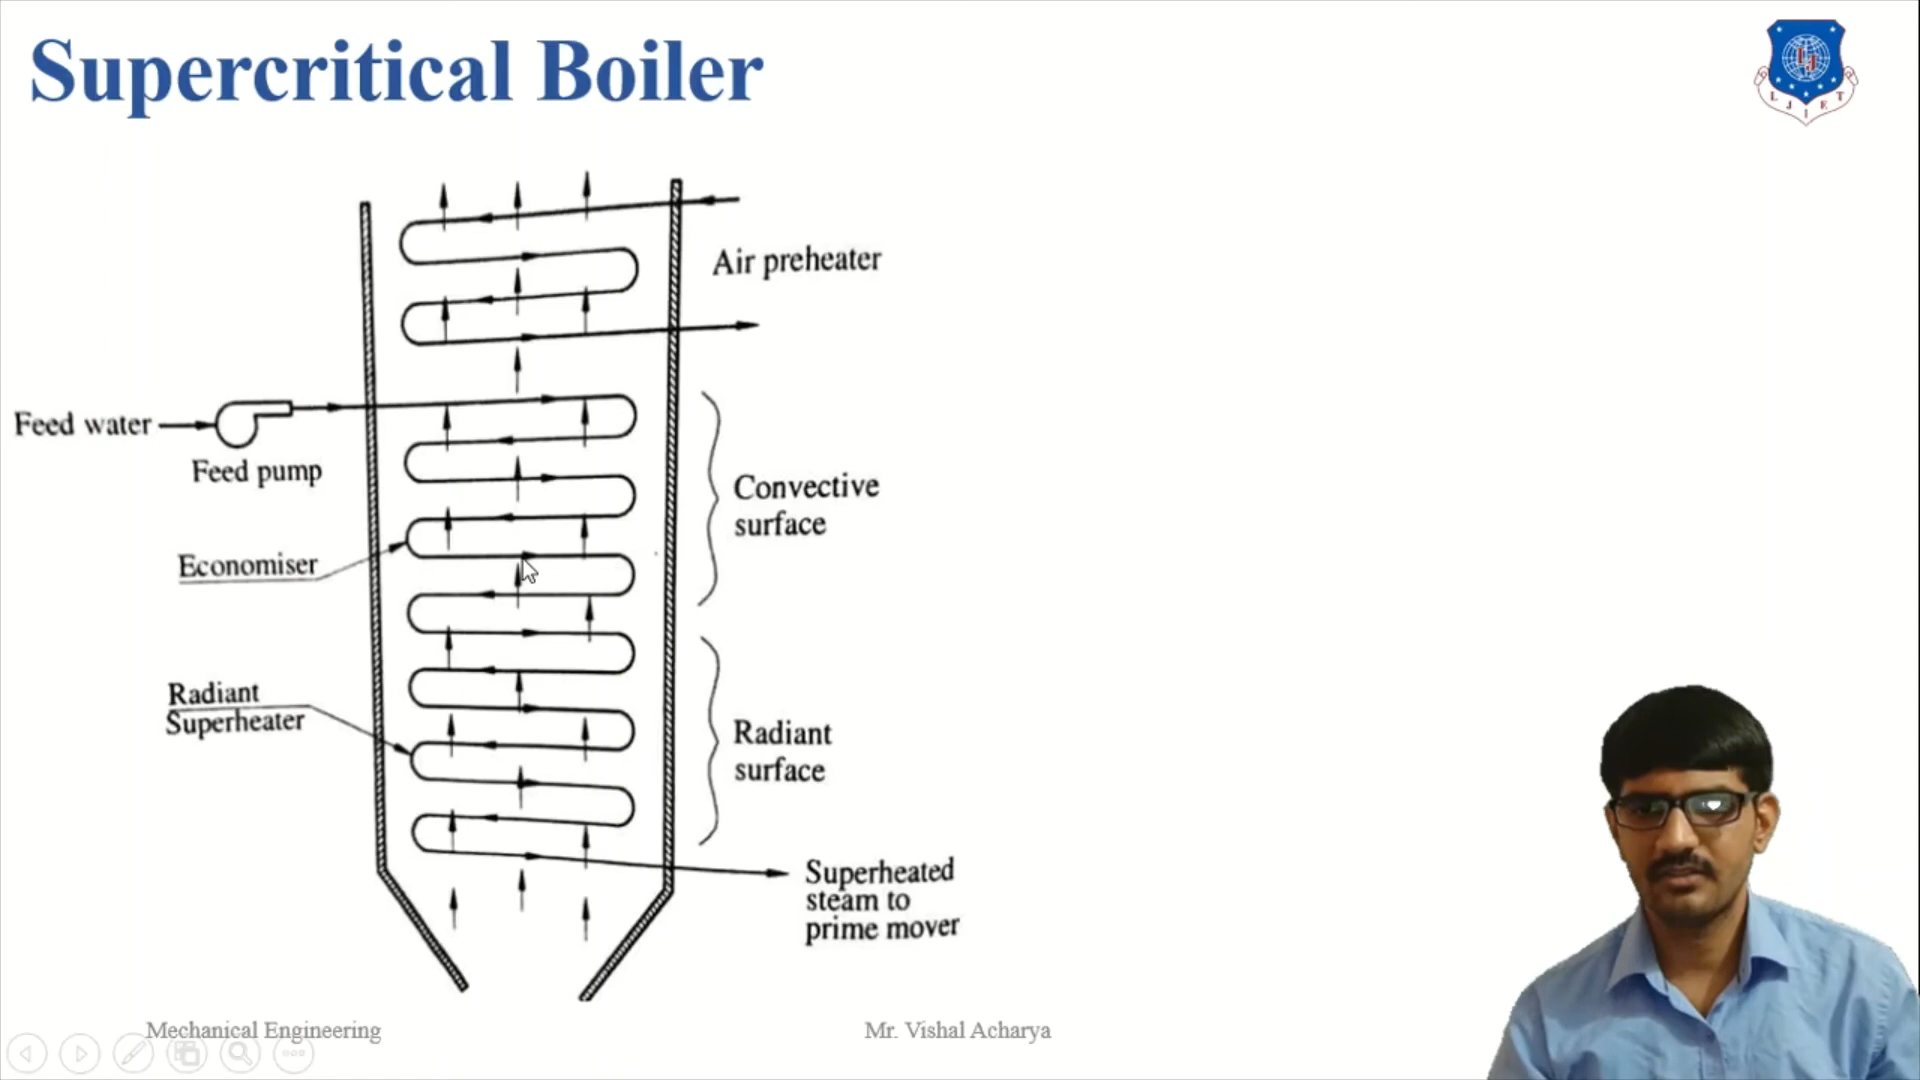 Supercritical Boiler
L J I E T
Air preheater
Feed water
Feed pump
Convective
surface
Economiser
Radiant
Superheater
Radiant
surface
Superheated
steam to
prime mover
Mechanical Engineering
Mr. Vishal Acharya